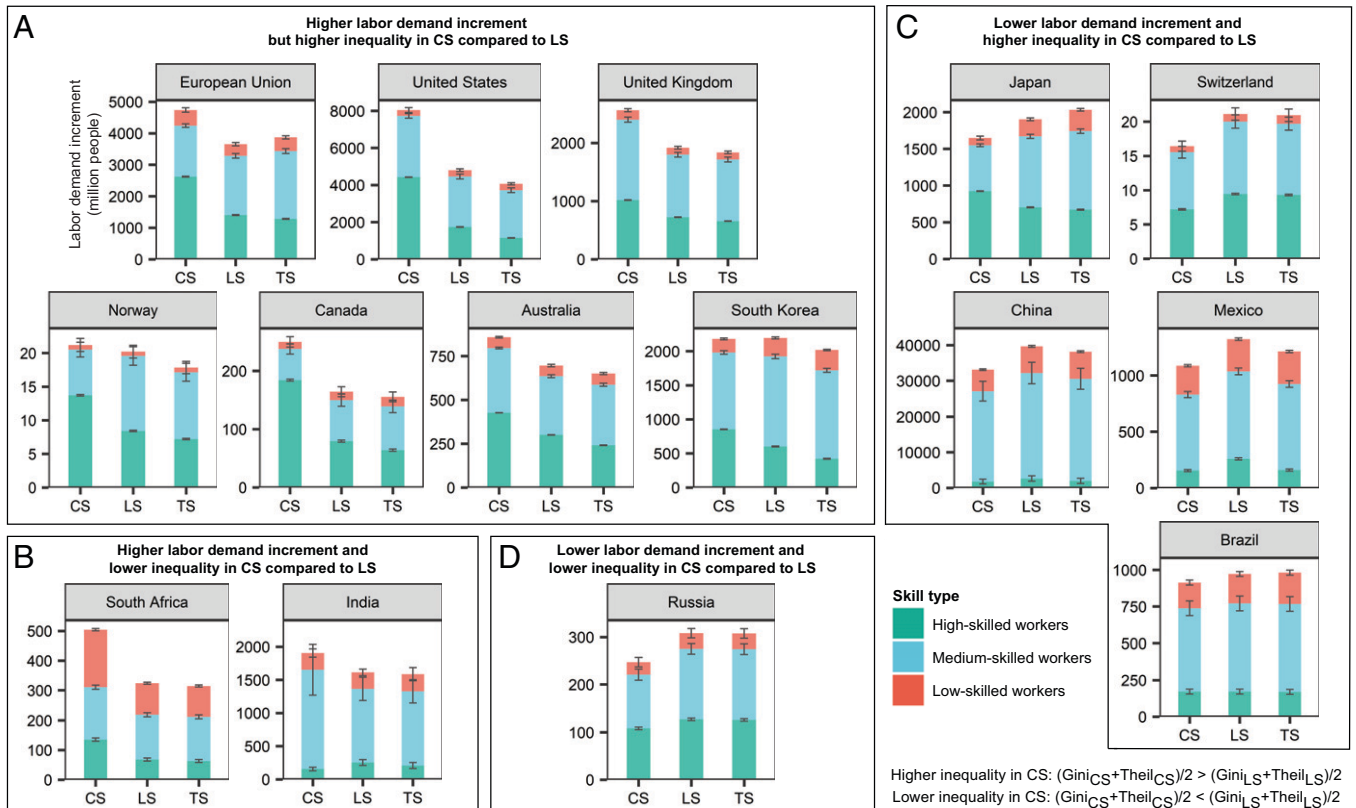 A
Higher labor demand increment
but higher inequality in CS compared to LS
Labor demand increment
(million people)
European Union
5000
4000
3000
2000
1000
0
CS LS TS
United States
8000
6000
4000
2000
0
CS LS TS
United Kingdom
2000
1000
0
CS LS TS
Norway
20
15
10
5
0
CS LS TS
Canada
200
100
0
CS LS TS
Australia
750
500
250
0
CS LS TS
South Korea
2000
1500
1000
500
0
CS LS TS
B
Higher labor demand increment and
lower inequality in CS compared to LS
South Africa
500
400
300
200
100
0
CS LS TS
India
2000
1500
1000
500
0
CS LS TS
D
Lower labor demand increment and
lower inequality in CS compared to LS
Russia
300
200
100
0
CS LS TS
C
Lower labor demand increment and
higher inequality in CS compared to LS
Japan
2000
1500
1000
500
0
CS LS TS
Switzerland
20
15
10
5
0
CS LS TS
China
40000
30000
20000
10000
0
CS LS TS
Mexico
1000
500
0
CS LS TS
Brazil
1000
750
500
250
0
CS LS TS
Skill type
High-skilled workers
Medium-skilled workers
Low-skilled workers
Higher inequality in CS: (GiniCS+TheilCS)/2 > (GiniLS+TheilLS)/2
Lower inequality in CS: (GiniCS+TheilCS)/2 < (GiniLS+TheilLS)/2